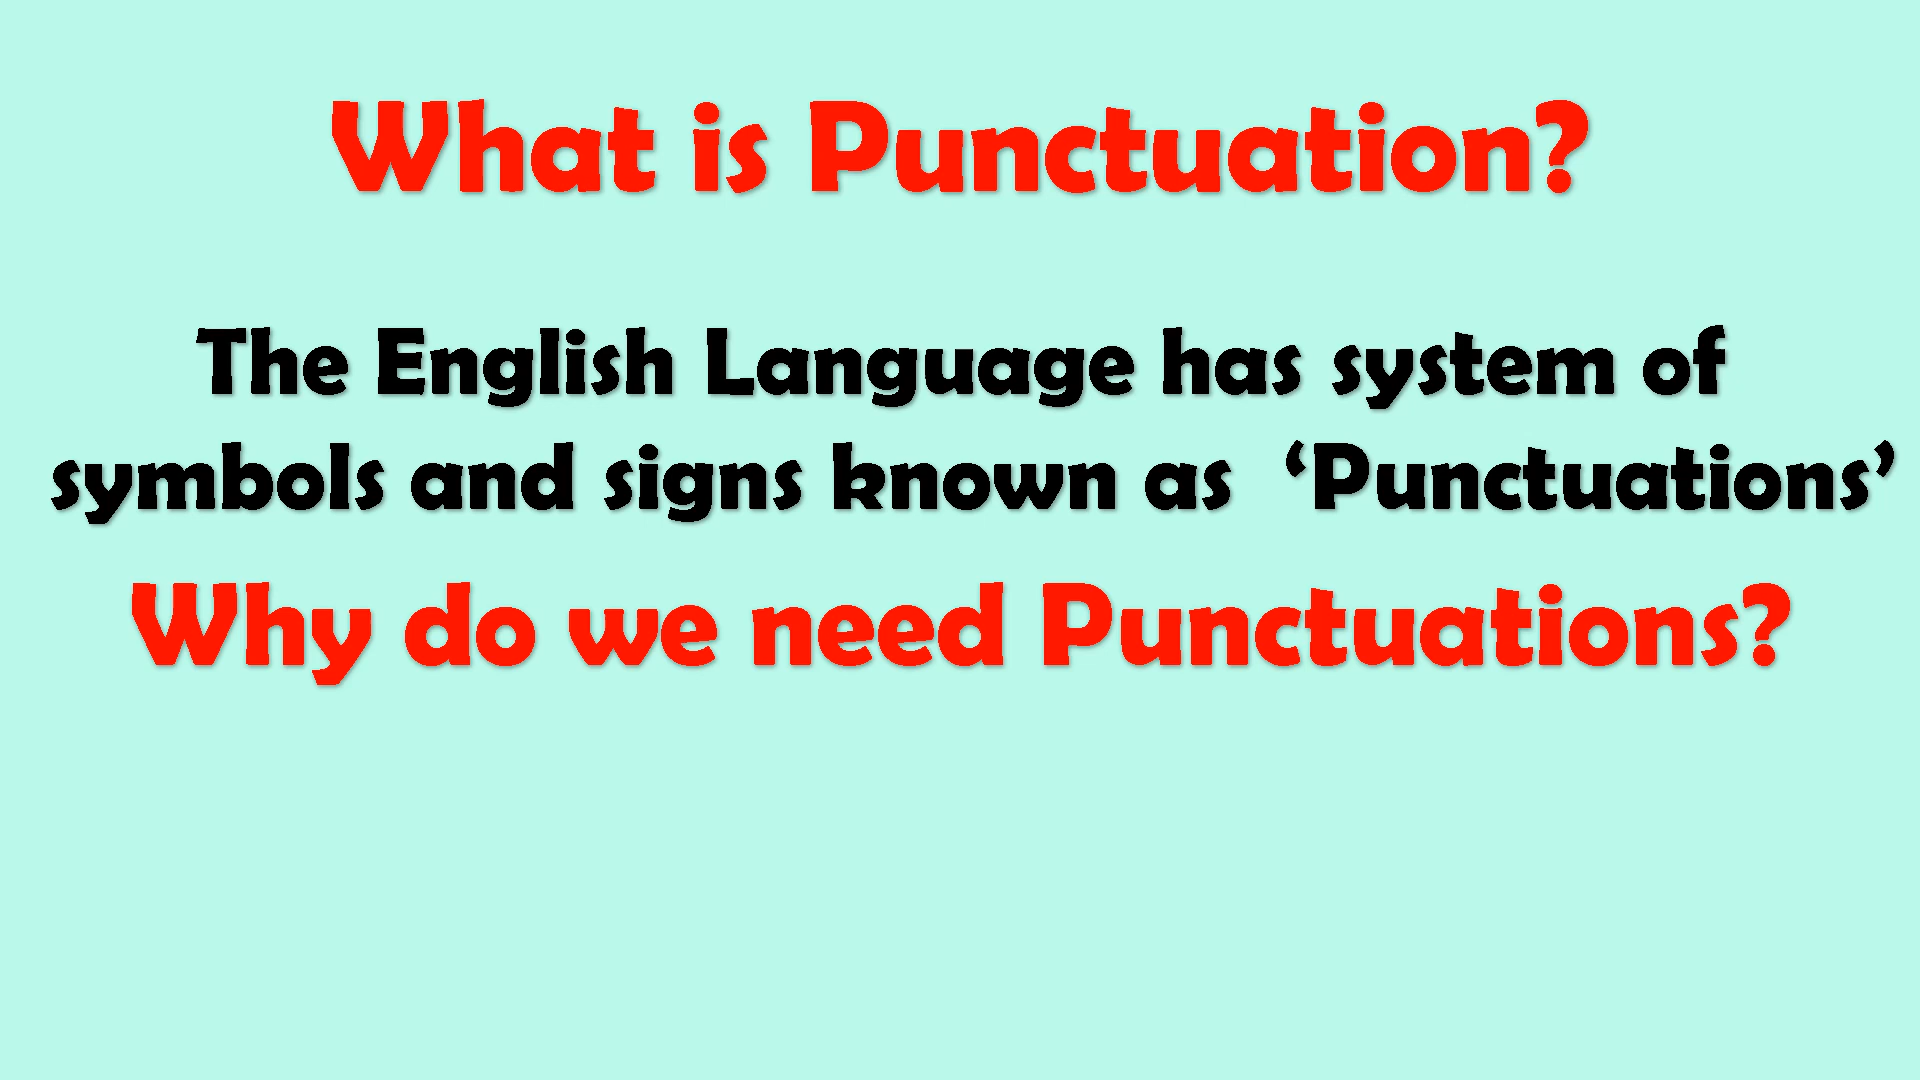 What is Punctuation?
The English Language has system of
symbols and signs known as ‘Punctuations’
Why do we need Punctuations?